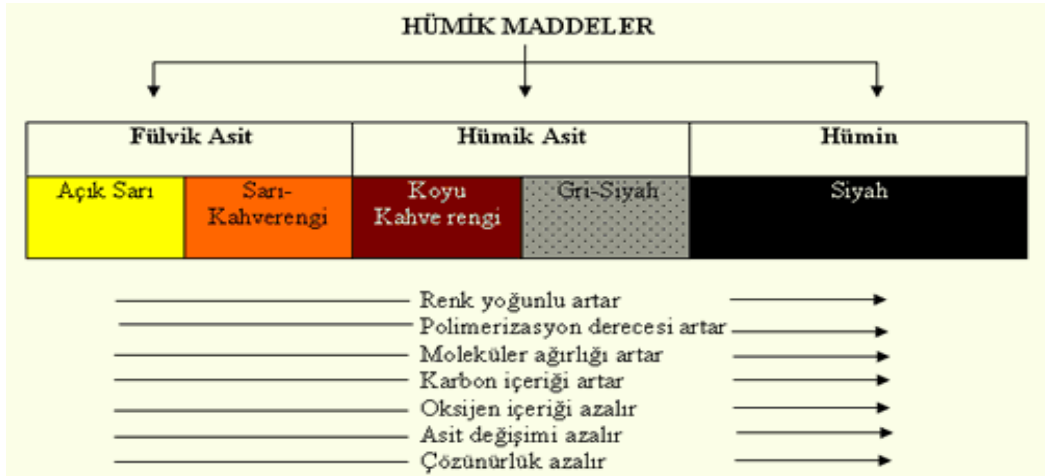 HÜMİK MADDELER
Fülvik Asit Hümik Asit Hümin
Açık Sarı Sarı- Koyu Gri-Siyah Siyah
Kahverengi Kahve rengi
Renk yoğunlu artar
Polimerizasyon derecesi artar
Moleküler ağırlığı artar
Karbon içeriği artar
Oksijen içeriği azalır
Asit değişimi azalır
Çözünürlük azalır